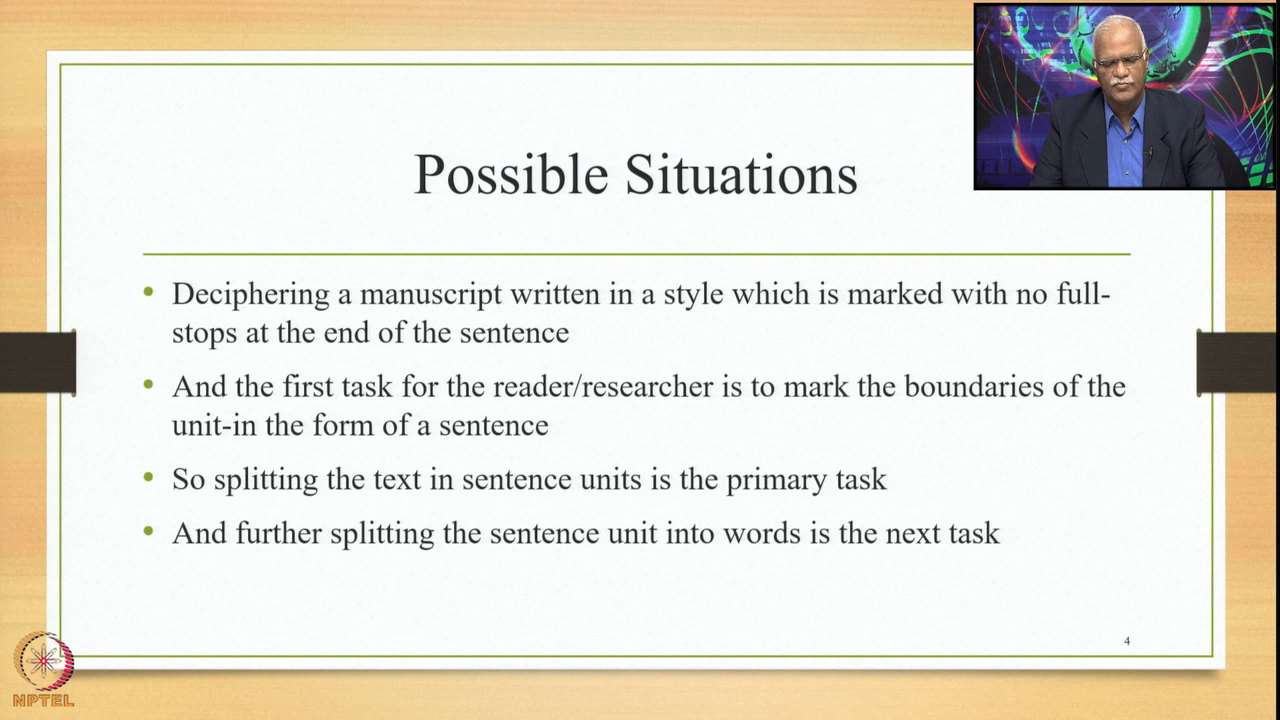 Possible Situations
• Deciphering a manuscript written in a style which is marked with no full-
stops at the end of the sentence
• And the first task for the reader/researcher is to mark the boundaries of the
unit-in the form of a sentence
• So splitting the text in sentence units is the primary task
• And further splitting the sentence unit into words is the next task
4
NPTEL